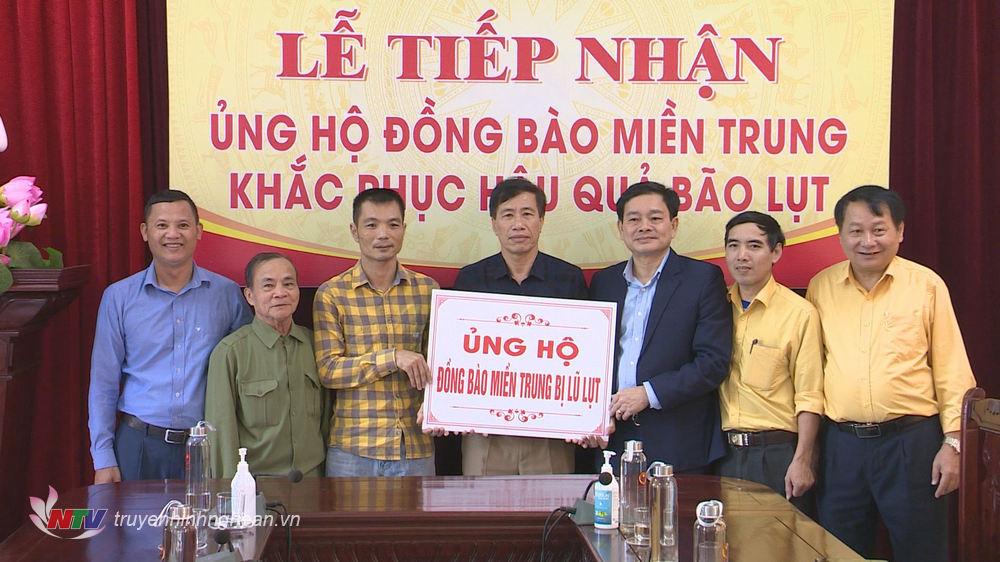 LỄ TIẾP NHẬN
ỦNG HỘ ĐỒNG BÀO MIỀN TRUNG
KHẮC PHỤC HẬU QUẢ BÃO LỤT
ỦNG HỘ
ĐỒNG BÀO MIỀN TRUNG BỊ LŨ LỤT
NTV truyenhinhnghean.vn